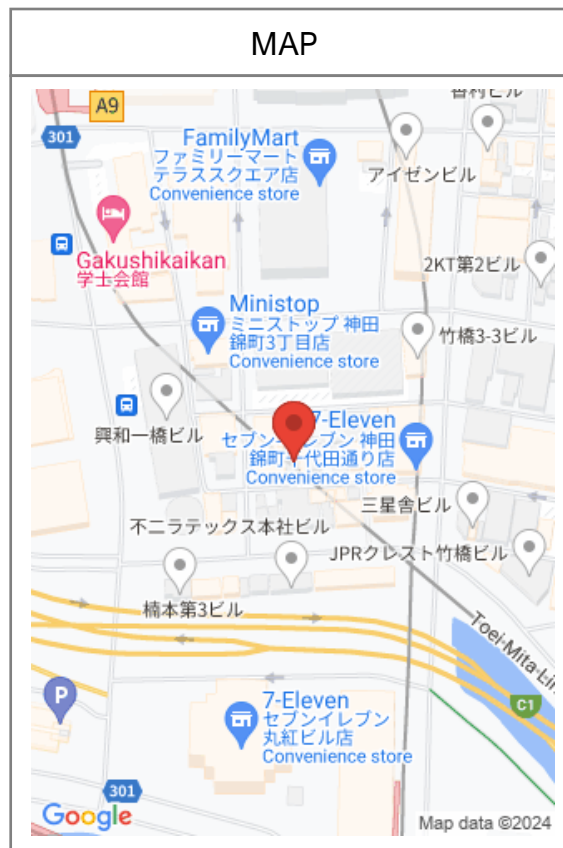 MAP
A9
301
FamilyMart
ファミリーマート
テラススクエア店
Convenience store
アイゼンビル
Gakushikaikan
学士会館
2KT第2ビル
Ministop
ミニストップ 神田
錦町3丁目店
Convenience store
竹橋3-3ビル
興和一橋ビル
7-Eleven
セブンイレブン 神田
錦町千代田通り店
Convenience store
三星舎ビル
不二ラテックス本社ビル
JPRクレスト竹橋ビル
楠本第3ビル
Toei-Mita-Lin
C1
P
7-Eleven
セブンイレブン
丸紅ビル店
Convenience store
301
Google
Map data ©2024